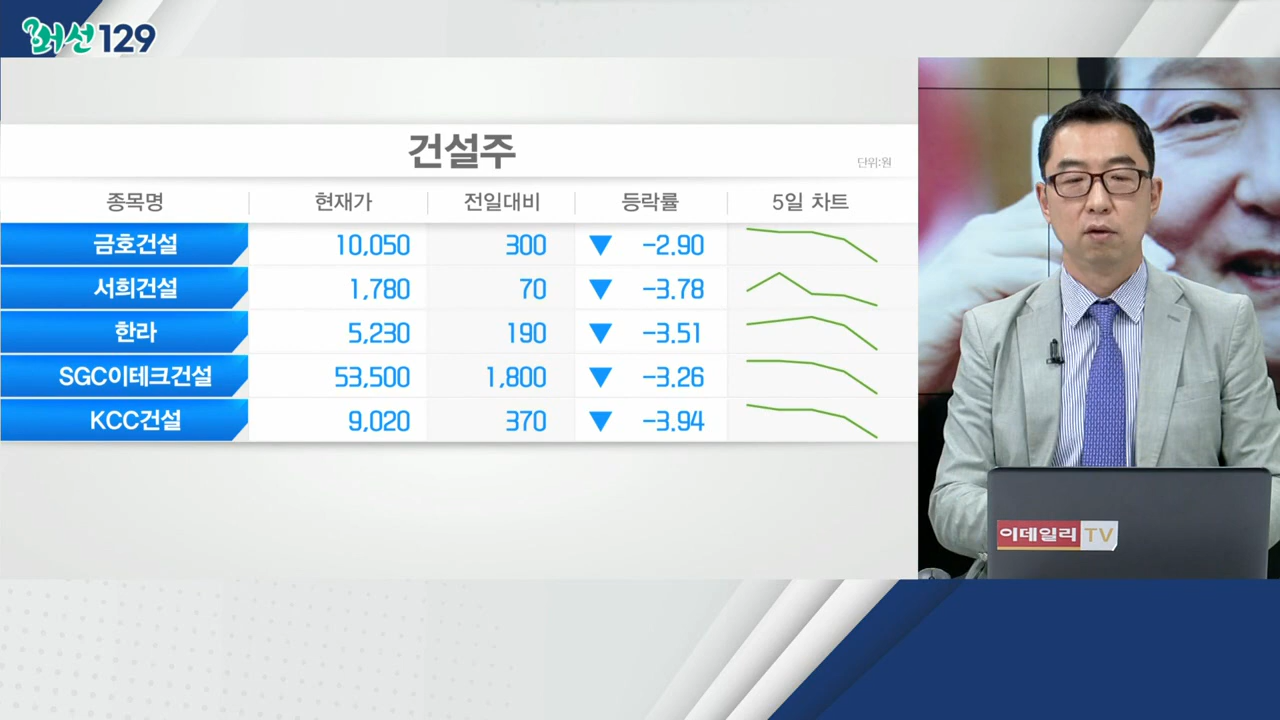 머선129
건설주
단위:원
종목명 현재가 전일대비 등락률 5일 차트
금호건설 10,050 300 ▼ -2.90
서희건설 1,780 70 ▼ -3.78
한라 5,230 190 ▼ -3.51
SGC이테크건설 53,500 1,800 ▼ -3.26
KCC건설 9,020 370 ▼ -3.94
이데일리 TV